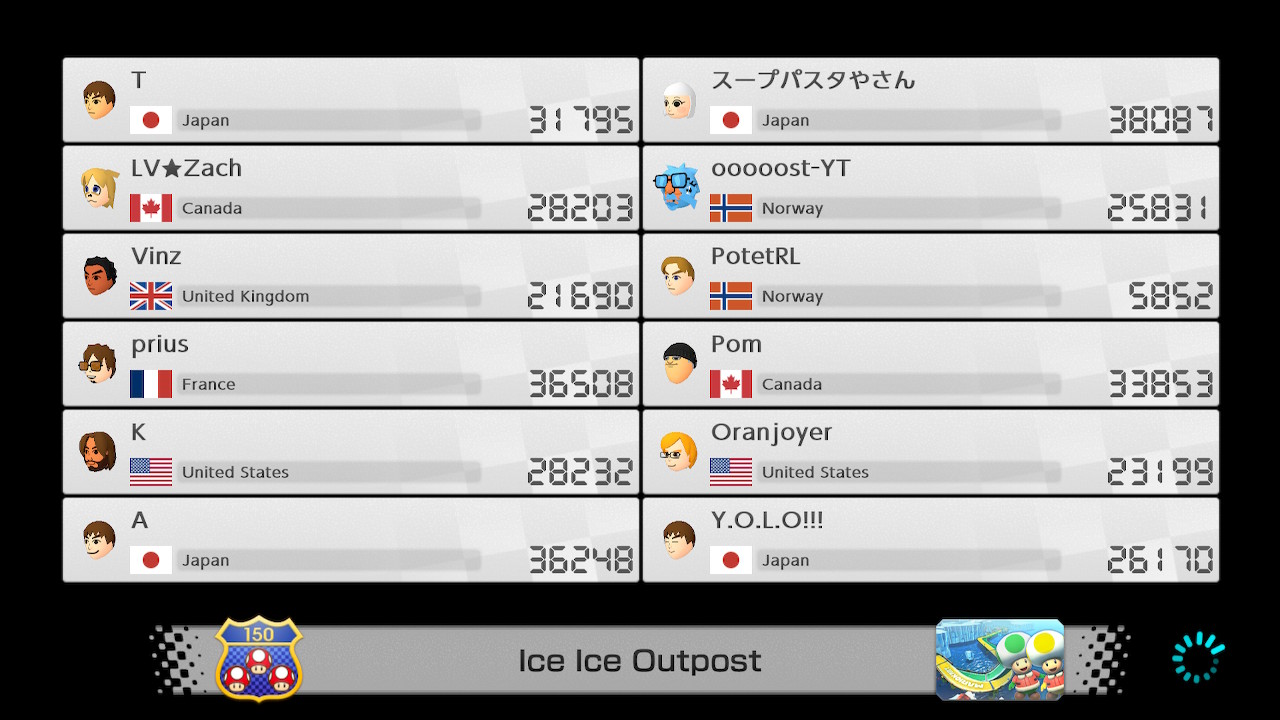 T
Japan 31795
スープパスタやさん
Japan 38087
LV★Zach
Canada 28203
ooooost-YT
Norway 25831
Vinz
United Kingdom 21690
PotetRL
Norway 5852
prius
France 36508
Pom
Canada 33853
K
United States 28232
Oranjoyer
United States 23199
A
Japan 36248
Y.O.L.O!!!
Japan 26170
150
Ice Ice Outpost